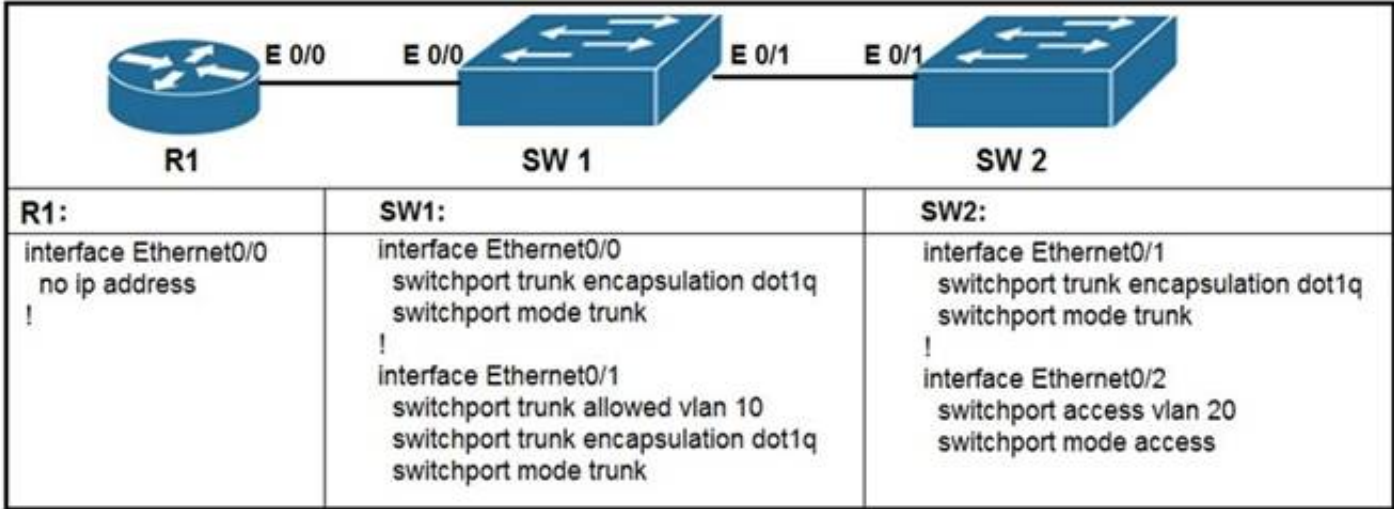 E 0/0 E 0/0 E 0/1 E 0/1
R1 SW 1 SW 2
R1:
interface Ethernet0/0
no ip address
!
SW1:
interface Ethernet0/0
switchport trunk encapsulation dot1q
switchport mode trunk
!
interface Ethernet0/1
switchport trunk allowed vlan 10
switchport trunk encapsulation dot1q
switchport mode trunk
SW2:
interface Ethernet0/1
switchport trunk encapsulation dot1q
switchport mode trunk
!
interface Ethernet0/2
switchport access vlan 20
switchport mode access